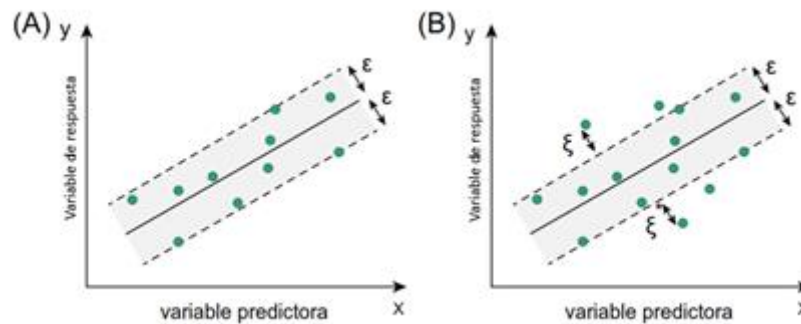 (A)
y
Variable de respuesta
ε
ε
x
variable predictora
(B)
y
Variable de respuesta
ξ
ξ
ε
ε
x
variable predictora